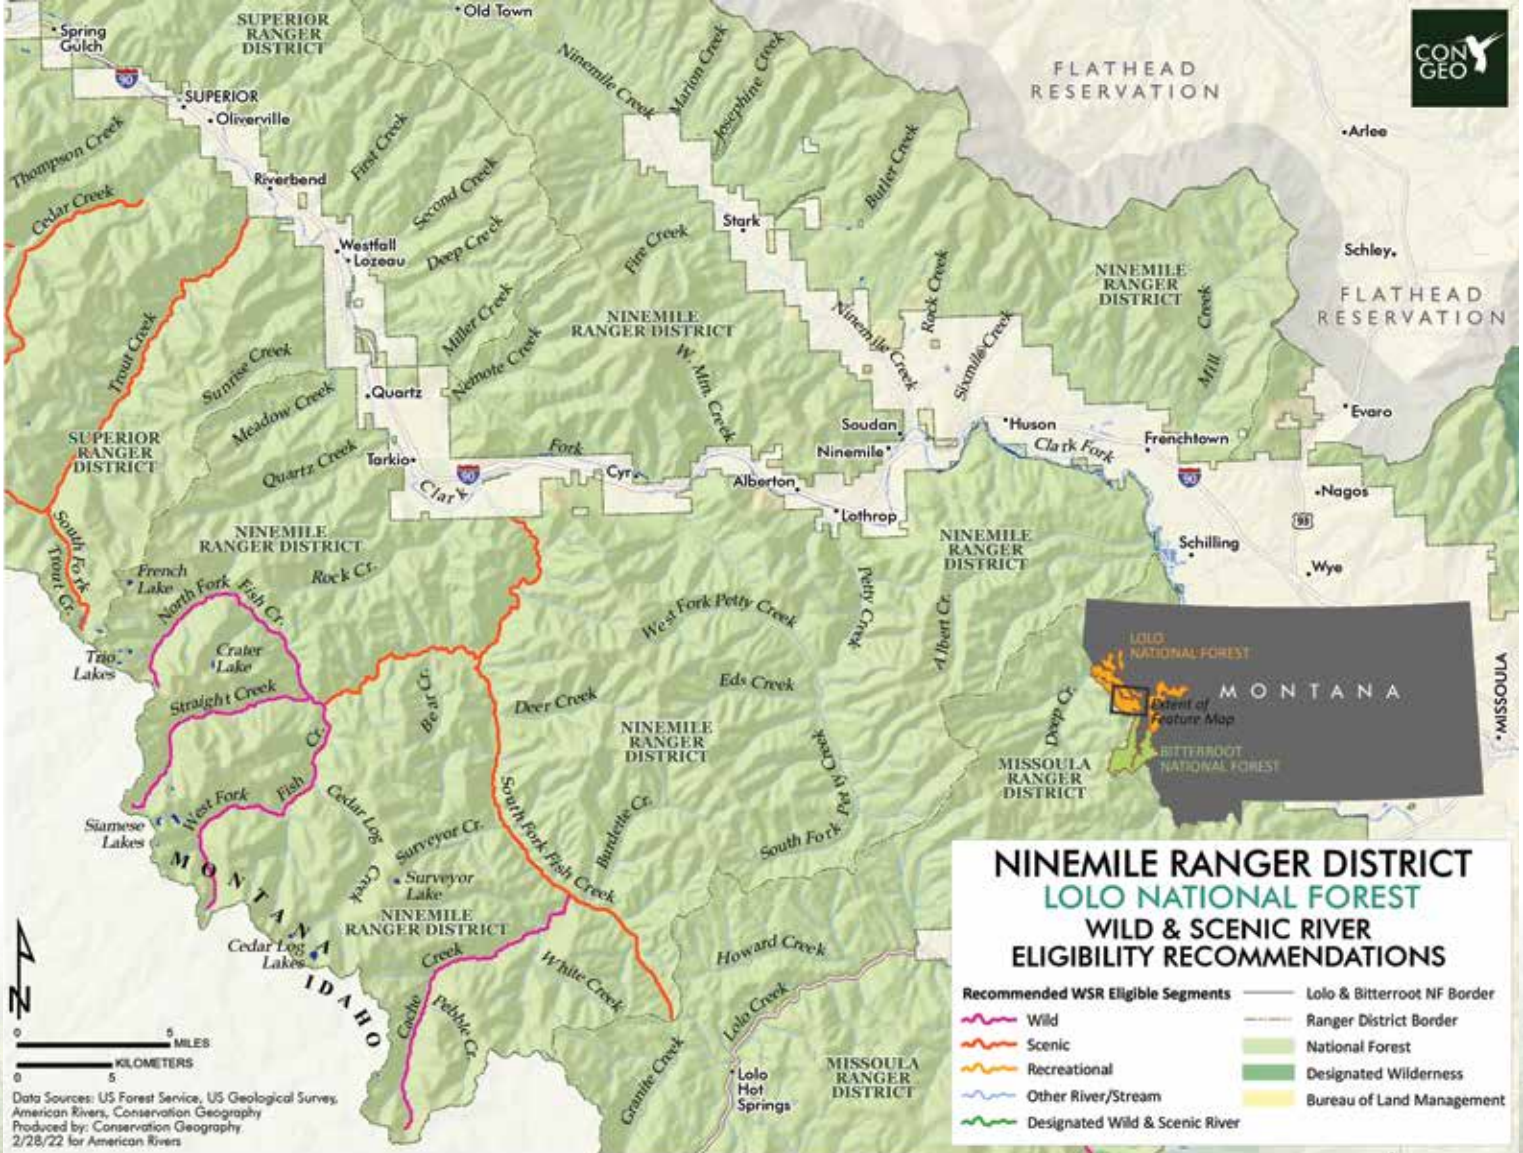 Old Town
Spring
Gulch
SUPERIOR
RANGER
DISTRICT
90
SUPERIOR
Oliverville
Ninemile Creek
Marion Creek
Josephine Creek
FLATHEAD
RESERVATION
CON
GEO
Arlee
Thompson Creek
Cedar Creek
Riverbend
First Creek
Second Creek
Deep Creek
Butler Creek
Stark
Westfall
Lozeau
Fire Creek
Schley
NINEMILE
RANGER
DISTRICT
FLATHEAD
RESERVATION
Rock Creek
Mill Creek
Trout Creek
Sunrise Creek
Miller Creek
Nemote Creek
NINEMILE
RANGER DISTRICT
W. Mtn. Creek
Ninemile Creek
Sixmile Creek
Meadow Creek
Quartz
Evaro
SUPERIOR
RANGER
DISTRICT
Quartz Creek
Tarkio
90
Clark
Fork
Cyr
Alberton
Soudan
Ninemile
Huson
Clark Fork
Frenchtown
90
Lothrop
Nagos
93
South Fork
Trout Cr.
NINEMILE
RANGER DISTRICT
NINEMILE
RANGER
DISTRICT
Schilling
Wye
French
Lake
North Fork
Fish Cr.
Rock Cr.
West Fork Petty Creek
Petty Creek
Albert Cr.
Trio
Lakes
Crater
Lake
Straight Creek
Bear Cr.
Deer Creek
Eds Creek
LOLO
NATIONAL FOREST
MONTANA
Extent of
Feature Map
BITTERROOT
NATIONAL FOREST
MISSOULA
Deep Cr.
NINEMILE
RANGER
DISTRICT
MISSOULA
RANGER
DISTRICT
West Fork
Fish
Cr.
Siamese
Lakes
Cedar Log
Creek
Surveyor Cr.
Surveyor
Lake
South Fork Fish Creek
Burdette Cr.
South Fork Petty Creek
MONTANA
IDAHO
NINEMILE
RANGER DISTRICT
Cedar Log
Lakes
Cache
Creek
Pebble Cr.
White Creek
Howard Creek
Lolo Creek
Granite Creek
Lolo
Hot
Springs
MISSOULA
RANGER
DISTRICT
N
0 5
MILES
KILOMETERS
0 5
Data Sources: US Forest Service, US Geological Survey,
American Rivers, Conservation Geography
Produced by: Conservation Geography
2/28/22 for American Rivers
NINEMILE RANGER DISTRICT
LOLO NATIONAL FOREST
WILD & SCENIC RIVER
ELIGIBILITY RECOMMENDATIONS
Recommended WSR Eligible Segments
Wild
Scenic
Recreational
Other River/Stream
Designated Wild & Scenic River
Lolo & Bitterroot NF Border
Ranger District Border
National Forest
Designated Wilderness
Bureau of Land Management